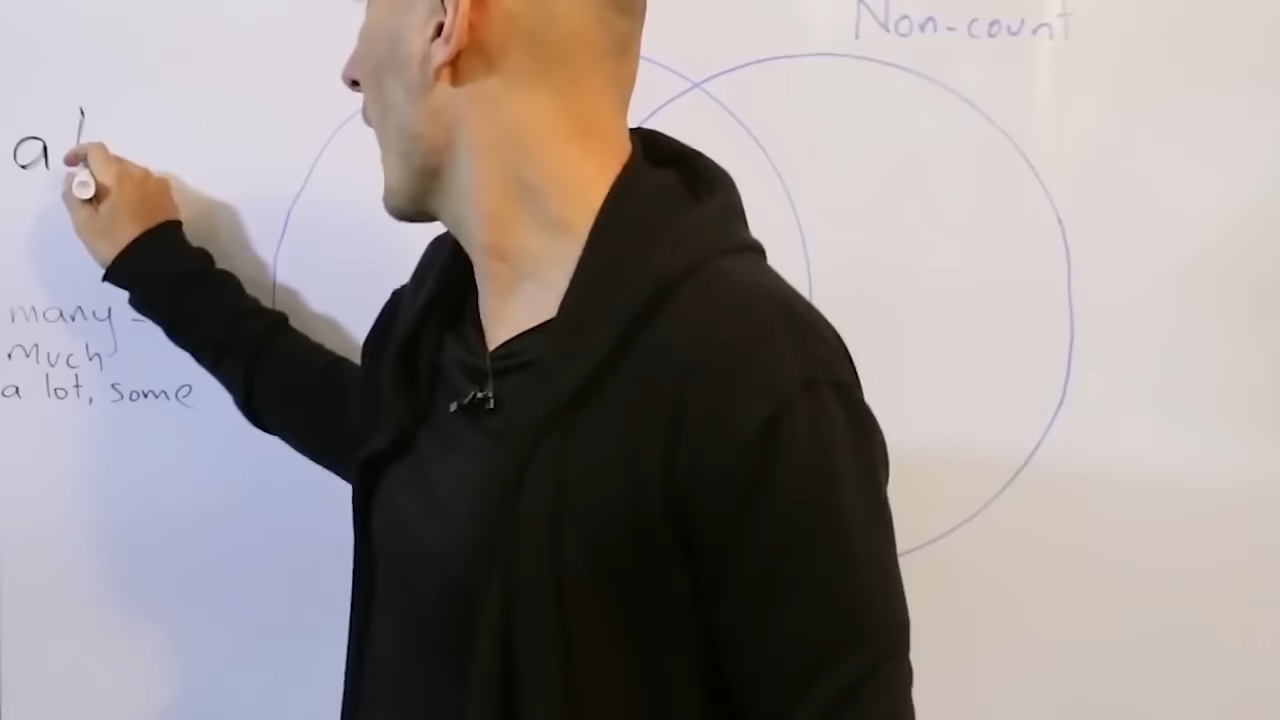 Non-count
a
many -
Much
a lot, some